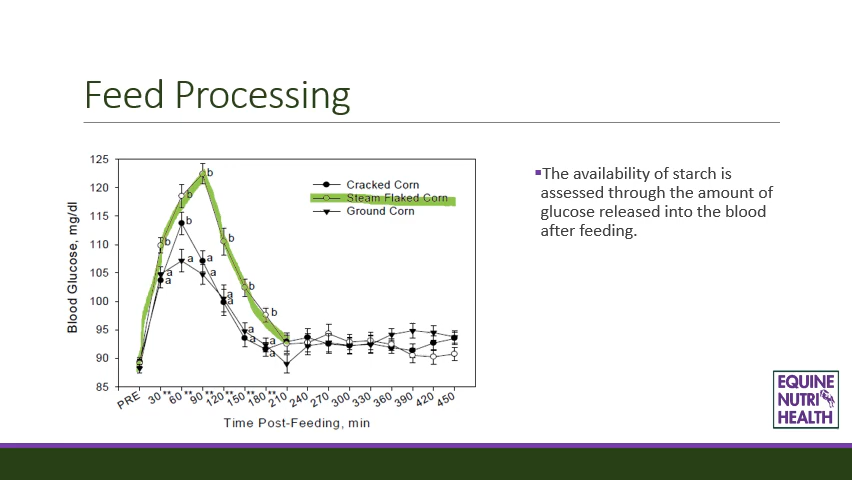 Feed Processing
125
120
115
110
105
100
95
90
85
Blood Glucose, mg/dl
Cracked Corn
Steam Flaked Corn
Ground Corn
b
b
b
b
b
b
b
a
a
a
a
a
a
a
a
a
a
a
PRE
30**
60**
90**
120**
150**
180**
210
240
270
300
330
360
390
420
450
Time Post-Feeding, min
▪The availability of starch is
assessed through the amount of
glucose released into the blood
after feeding.
EQUINE
NUTRI
HEALTH